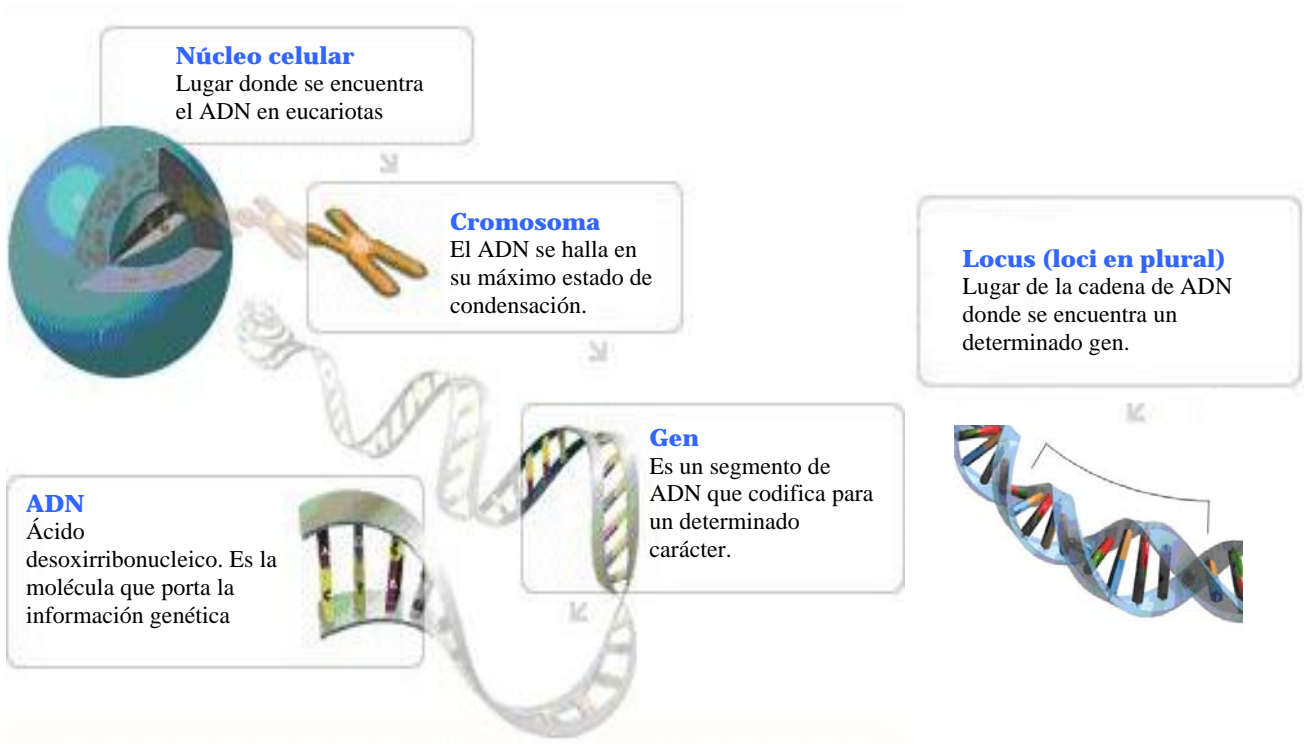 Núcleo celular
Lugar donde se encuentra
el ADN en eucariotas
Cromosoma
El ADN se halla en
su máximo estado de
condensación.
Locus (loci en plural)
Lugar de la cadena de ADN
donde se encuentra un
determinado gen.
Gen
Es un segmento de
ADN que codifica para
un determinado
carácter.
ADN
Ácido
desoxirribonucleico. Es la
molécula que porta la
información genética